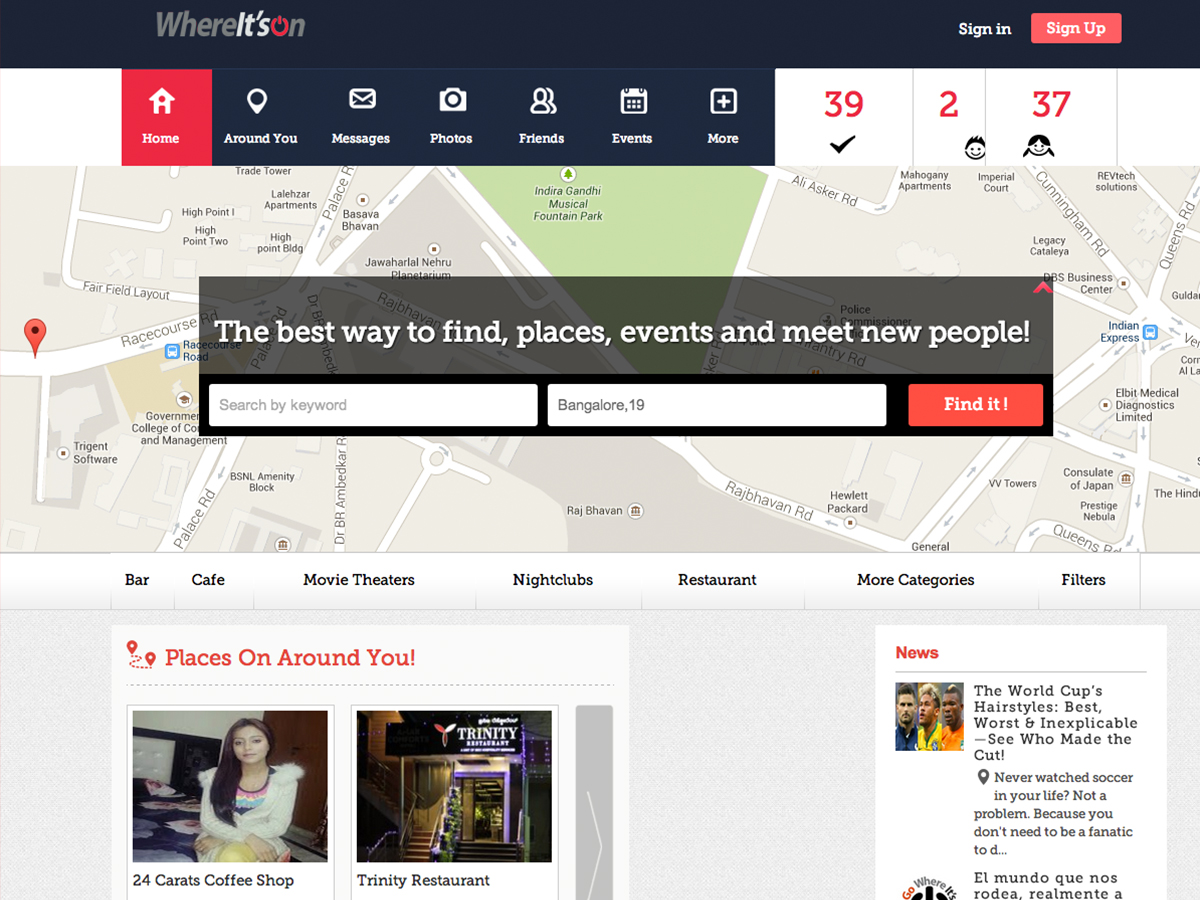 WhereIt'sOn
Sign in
Sign Up
Home
Around You
Messages
Photos
Friends
Events
More
39
2
37
Trade Tower
Lalehzar
Apartments
High Point I
High
Point Two
High
point Bldg
Basava
Bhavan
Palace R
Jawaharlal Nehru
Planetarium
Indira Gandhi
Musical
Fountain Park
Ali Asker Rd
Mahogany
Apartments
Imperial
Court
REVtech
solutions
Cunningham Rd
Queens Rd
Legacy
Cataleya
DBS Business
Center
Fair Field Layout
Racecourse Rd
Racecourse
Road
Rajbhavan
Police
Commissioner
Infantry Rd
Indian
Express
The best way to find, places, events and meet new people!
Search by keyword
Bangalore,19
Find it !
Elbit Medical
Diagnostics
Limited
Government
College of Co
and Management
Trigent
Software
BSNL Amenity
Block
Palace Rd
Dr BR Ambedkar R
Raj Bhavan
Rajbhavan Rd
Hewlett
Packard
VV Towers
Consulate
of Japan
The Hindu
Prestige
Nebula
General
Queens Rd
Bar
Cafe
Movie Theaters
Nightclubs
Restaurant
More Categories
Filters
Places On Around You!
TRINITY
RESTAURANT
24 Carats Coffee Shop
Trinity Restaurant
News
The World Cup's
Hairstyles: Best,
Worst & Inexplicable
—See Who Made the
Cut!
Never watched soccer
in your life? Not a
problem. Because you
don't need to be a fanatic
to d...
Go Where It's
El mundo que nos
rodea, realmente a